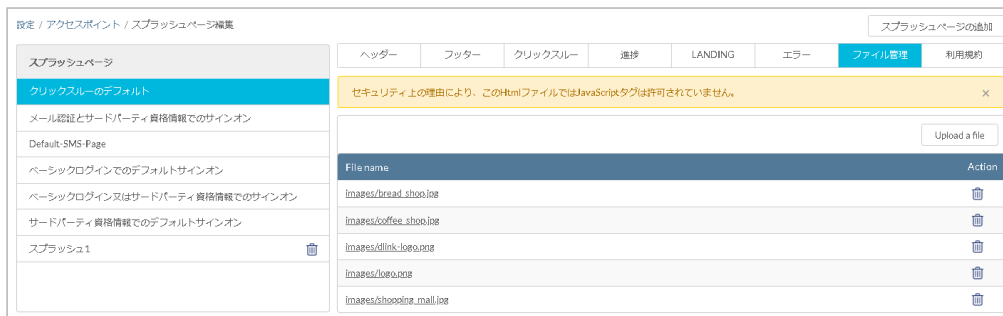 設定 / アクセスポイント / スプラッシュページ編集
スプラッシュページの追加
スプラッシュページ
クリックスルーのデフォルト
メール認証とサードパーティ資格情報でのサインオン
Default-SMS-Page
ベーシックログインでのデフォルトサインオン
ベーシックログイン又はサードパーティ資格情報でのサインオン
サードパーティ資格情報でのデフォルトサインオン
スプラッシュ1
ヘッダー フッター クリックスルー 進捗 LANDING エラー ファイル管理 利用規約
セキュリティ上の理由により、このHtmlファイルではJavaScriptタグは許可されていません。 ×
Upload a file
File name Action
images/bread_shop.jpg
images/coffee_shop.jpg
images/dlink-logo.png
images/logo.png
images/shopping_mall.jpg